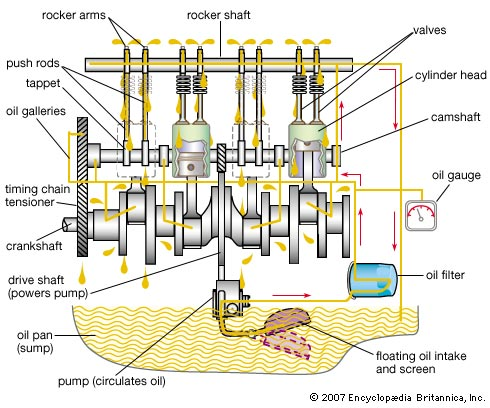 rocker arms
rocker shaft
valves
push rods
tappet
cylinder head
oil galleries
camshaft
timing chain
tensioner
oil gauge
crankshaft
oil filter
drive shaft
(powers pump)
oil pan
(sump)
floating oil intake
and screen
pump (circulates oil)
© 2007 Encyclopædia Britannica, Inc.